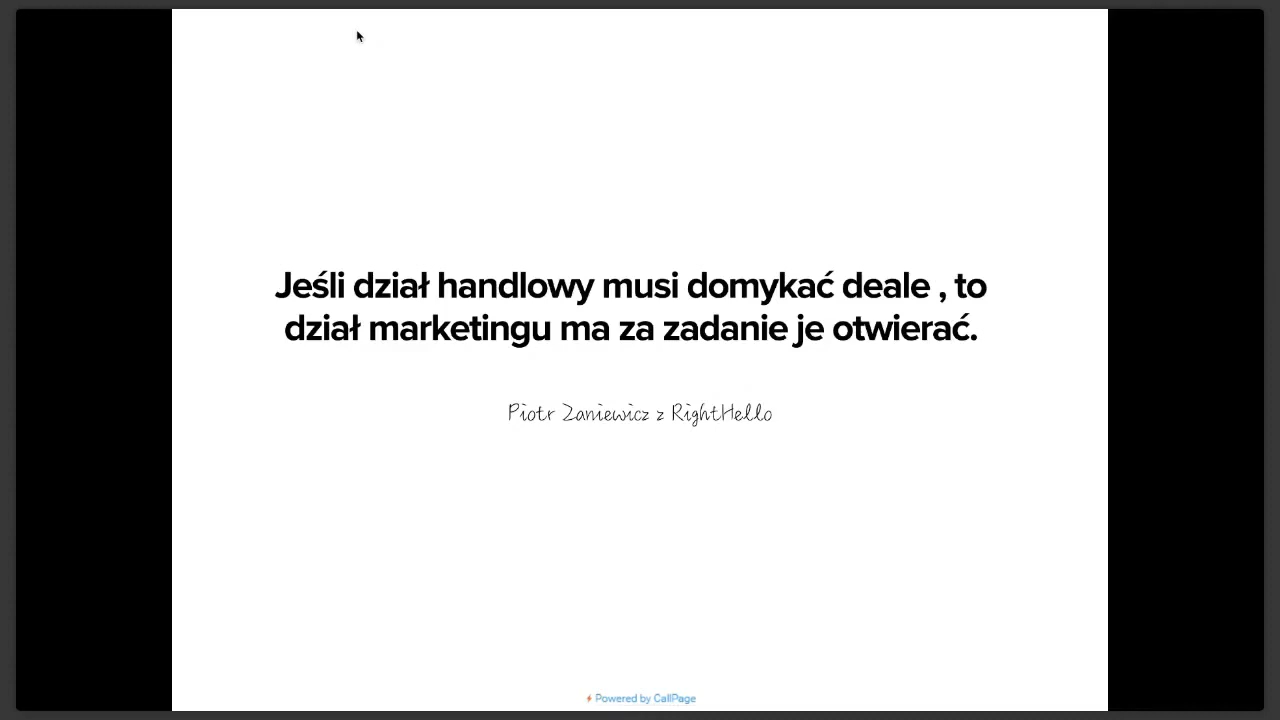 Jeśli dział handlowy musi domykać deale , to
dział marketingu ma za zadanie je otwierać.
Piotr Zaniewicz z RightHello
Powered by CallPage